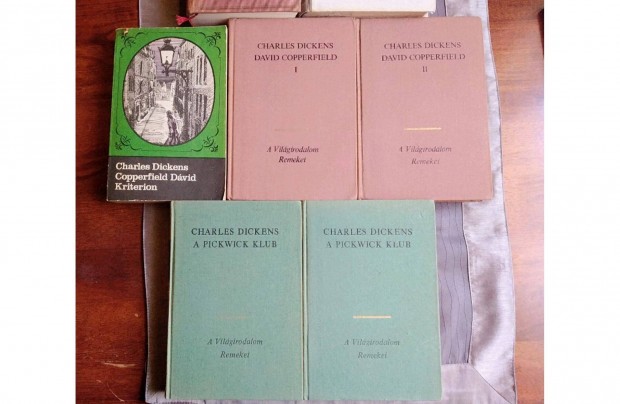 Charles Dickens
Copperfield Dávid
Kriterion
CHARLES DICKENS
DAVID COPPERFIELD
I
A Világirodalom
Remekei
CHARLES DICKENS
DAVID COPPERFIELD
II
A Világirodalom
Remekei
CHARLES DICKENS
A PICKWICK KLUB
A Világirodalom
Remekei
CHARLES DICKENS
A PICKWICK KLUB
A Világirodalom
Remekei